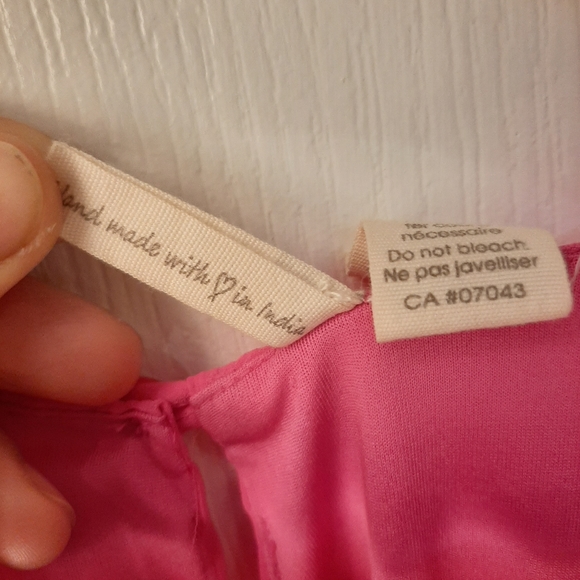 Hand made with ♡ in India
nécessaire
Do not bleach.
Ne pas javelliser
CA #07043